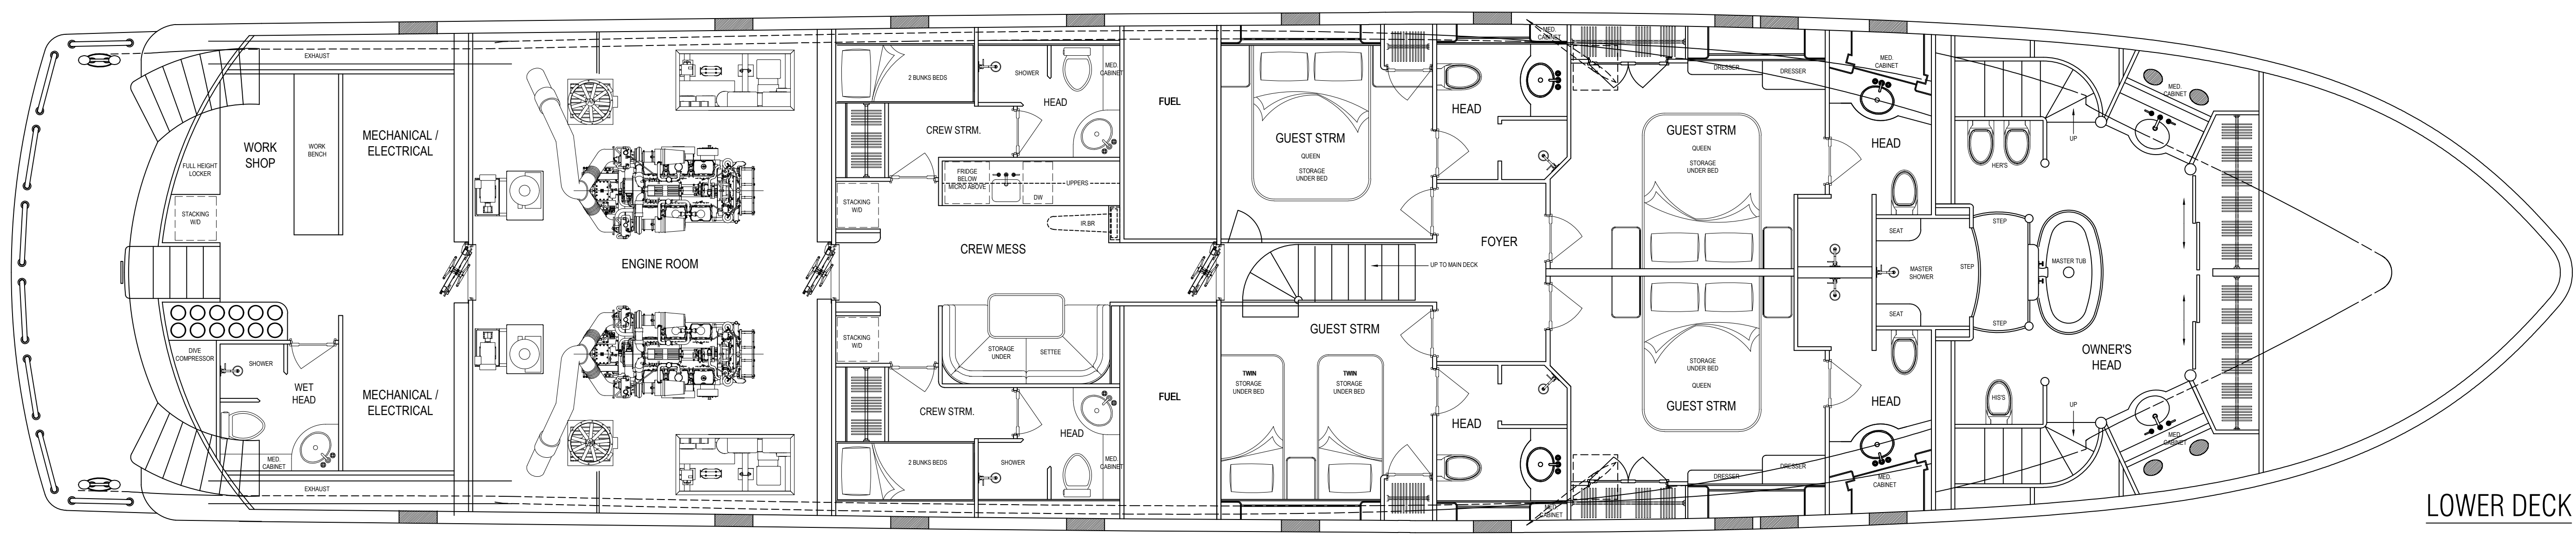 EXHAUST
WORK
SHOP
WORK
BENCH
MECHANICAL /
ELECTRICAL
FULL HEIGHT
LOCKER
STACKING
W/D
DIVE
COMPRESSOR
SHOWER
WET
HEAD
MED.
CABINET
MECHANICAL /
ELECTRICAL
EXHAUST
ENGINE ROOM
2 BUNKS BEDS
SHOWER
MED.
CABINET
HEAD
CREW STRM.
FRIDGE
BELOW
MICRO ABOVE
UPPERS
DW
STACKING
W/D
IR.BR
CREW MESS
STACKING
W/D
STORAGE
UNDER
SETTEE
CREW STRM.
HEAD
2 BUNKS BEDS
SHOWER
MED.
CABINET
FUEL
FUEL
GUEST STRM
QUEEN
STORAGE
UNDER BED
UP TO MAIN DECK
GUEST STRM
TWIN
STORAGE
UNDER BED
TWIN
STORAGE
UNDER BED
MED.
CABINET
HEAD
FOYER
HEAD
MED.
CABINET
DRESSER
DRESSER
GUEST STRM
QUEEN
STORAGE
UNDER BED
STORAGE
UNDER BED
QUEEN
GUEST STRM
DRESSER
DRESSER
MED.
CABINET
HEAD
SEAT
MASTER
SHOWER
SEAT
HEAD
MED.
CABINET
STEP
STEP
STEP
MASTER TUB
HER'S
UP
MED.
CABINET
OWNER'S
HEAD
HIS'S
UP
MED.
CABINET
LOWER DECK